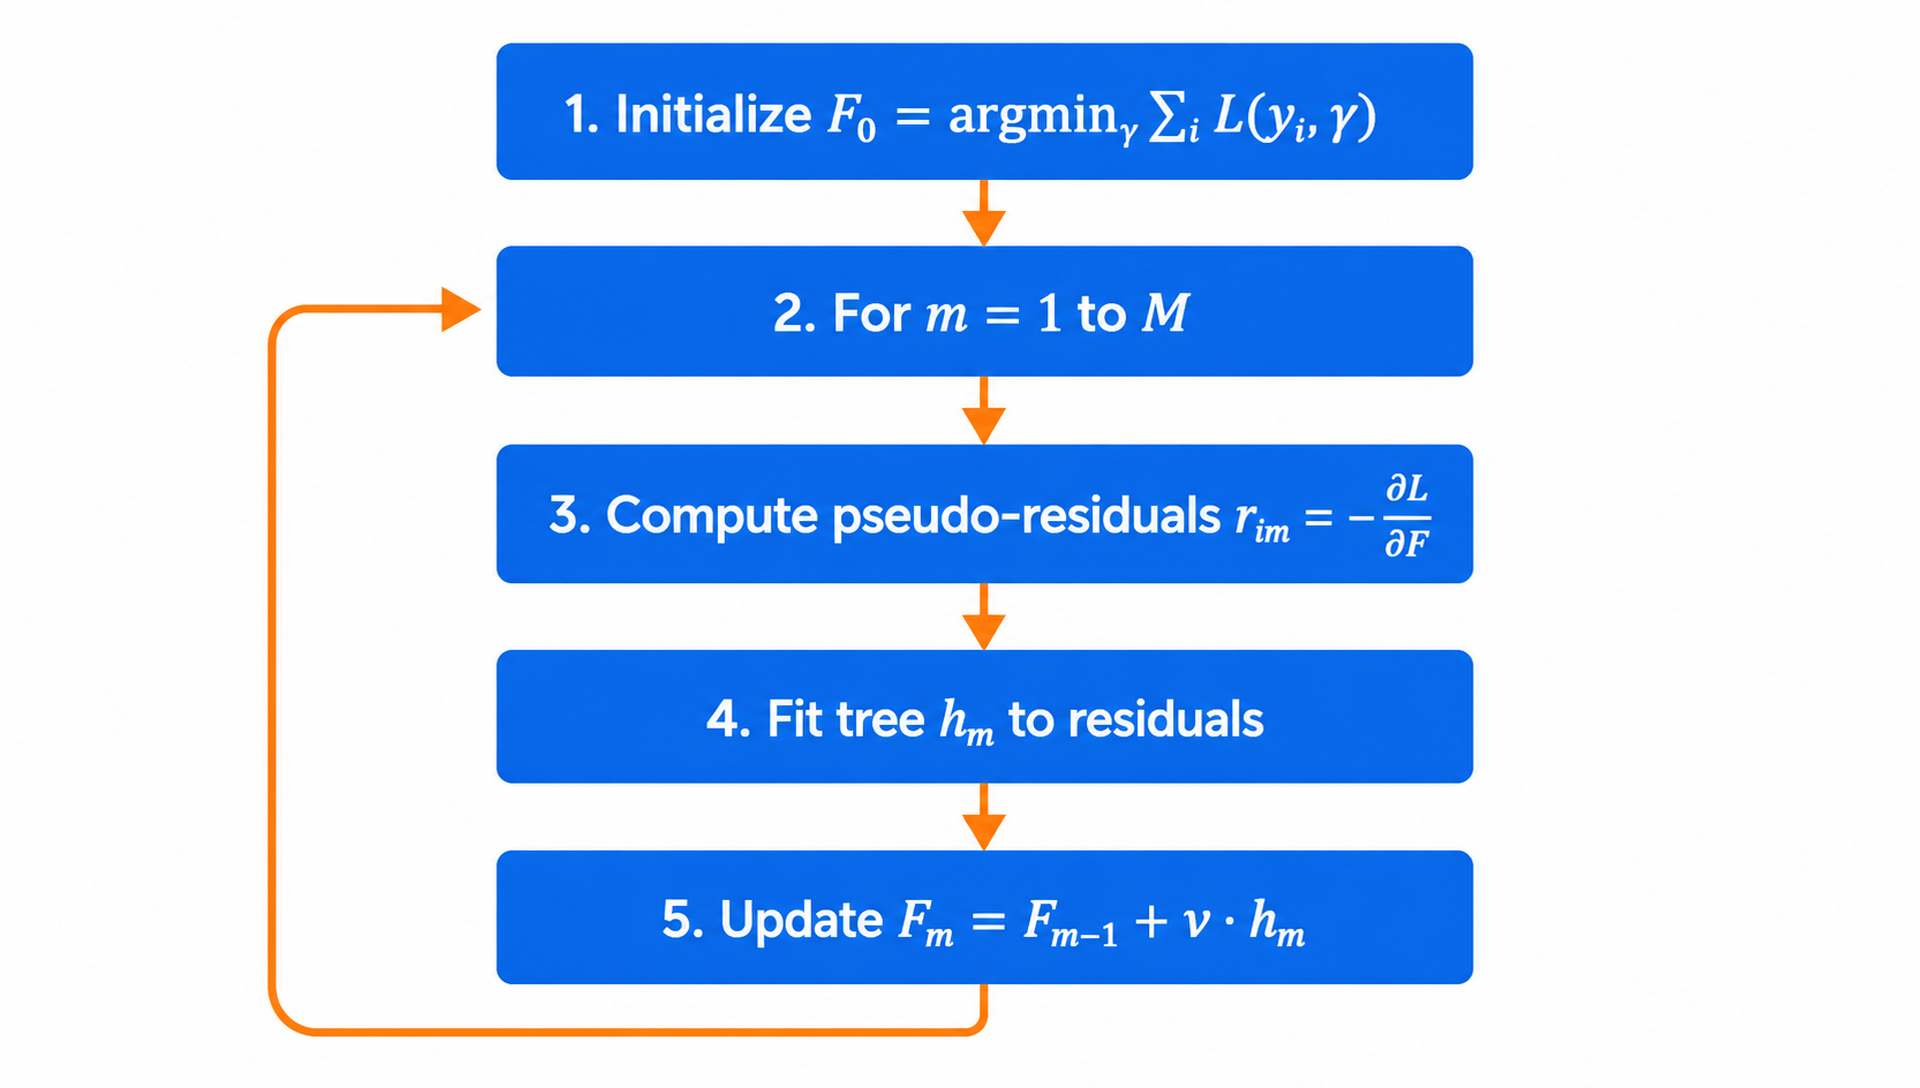 1. Initialize F₀ = argmin_γ ∑_i L(y_i, γ)
2. For m = 1 to M
3. Compute pseudo-residuals r_im = −∂L/∂F
4. Fit tree h_m to residuals
5. Update F_m = F_{m−1} + ν · h_m